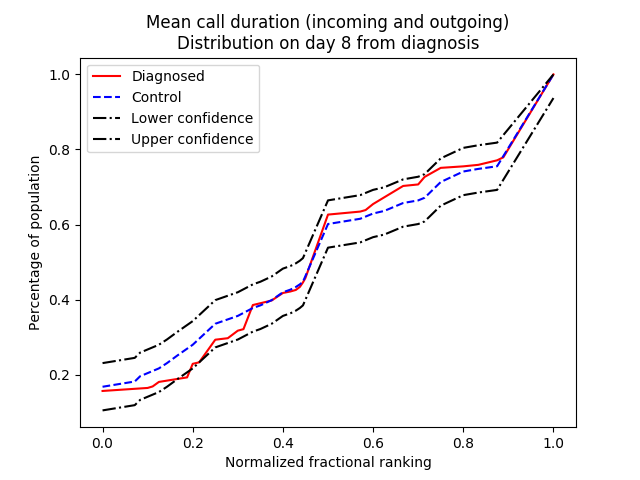 Mean call duration (incoming and outgoing)
Distribution on day 8 from diagnosis
Diagnosed
Control
Lower confidence
Upper confidence
Percentage of population
1.0
0.8
0.6
0.4
0.2
0.0 0.2 0.4 0.6 0.8 1.0
Normalized fractional ranking